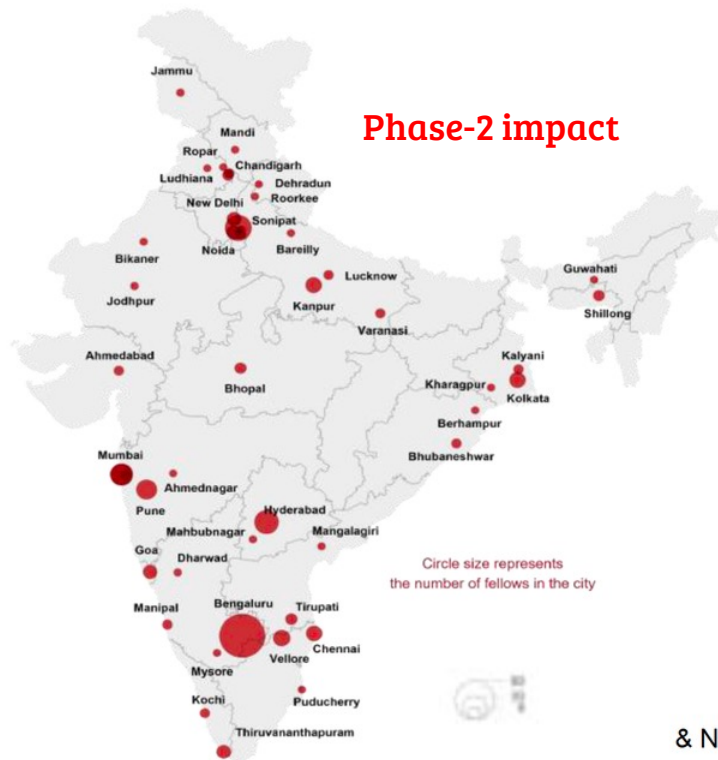 Jammu
Phase-2 impact
Mandi
Ropar
Chandigarh
Ludhiana
Dehradun
Roorkee
New Delhi
Sonipat
Noida
Bareilly
Bikaner
Lucknow
Guwahati
Kanpur
Jodhpur
Shillong
Varanasi
Ahmedabad
Kalyani
Bhopal
Kharagpur
Kolkata
Berhampur
Mumbai
Bhubaneshwar
Ahmednagar
Pune
Hyderabad
Mahbubnagar
Mangalagiri
Goa
Dharwad
Circle size represents
the number of fellows in the city
Manipal
Bengaluru
Tirupati
Chennai
Vellore
Mysore
Kochi
Puducherry
Thiruvananthapuram
& N